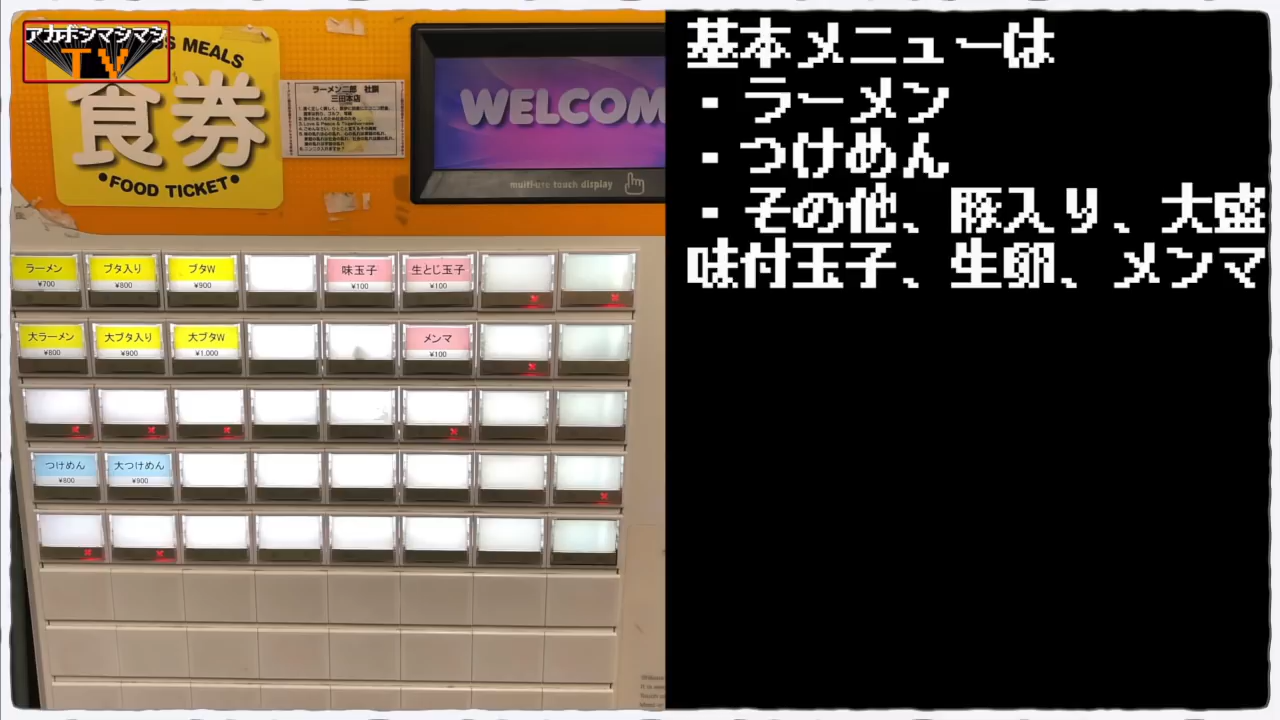 アカボシマシマシ
TV
S MEALS
食券
•FOOD TICKET•
ラーメン二郎 社訓
三田本店
WELCOM
multi-use touch display
ラーメン
¥700
ブタ入り
¥800
ブタW
¥900
味玉子
¥100
生とじ玉子
¥100
大ラーメン
¥800
大ブタ入り
¥900
大ブタW
¥1,000
メンマ
¥100
つけめん
¥800
大つけめん
¥900
基本メニューは
・ラーメン
・つけめん
・その他、豚入り、大盛
味付玉子、生卵、メンマ